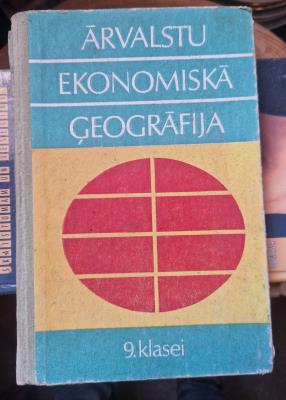 ĀRVALSTU
EKONOMISKĀ
ĢEOGRĀFIJA
9. klasei